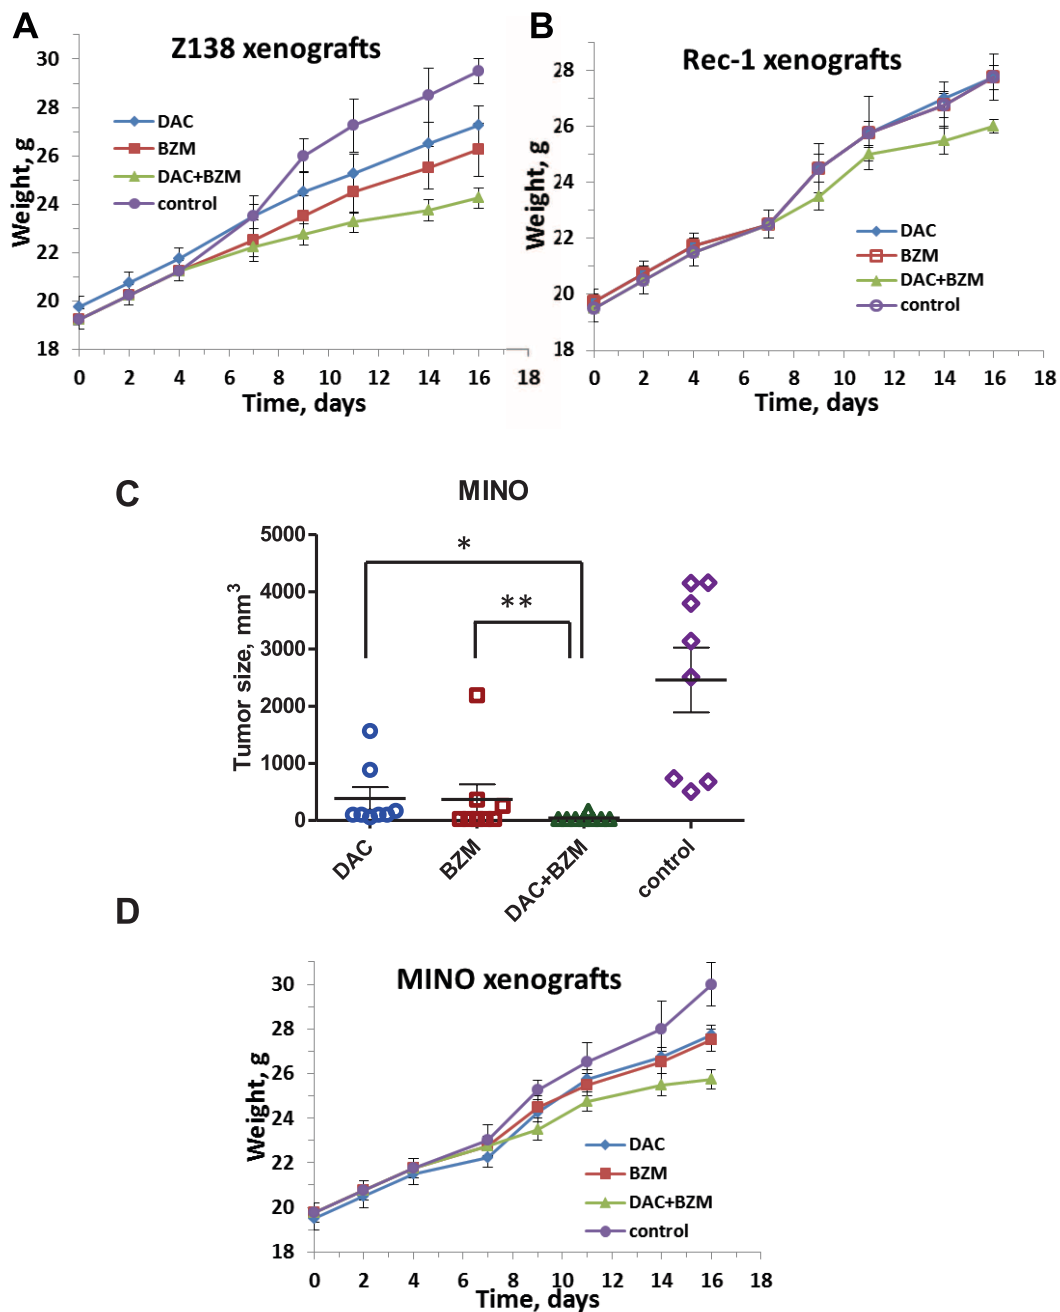 A
Z138 xenografts
30
28
26
24
22
20
18
Weight, g
DAC
BZM
DAC+BZM
control
0 2 4 6 8 10 12 14 16 18
Time, days
B
Rec-1 xenografts
28
26
24
22
20
18
Weight, g
DAC
BZM
DAC+BZM
control
0 2 4 6 8 10 12 14 16 18
Time, days
C
MINO
5000
4000
3000
2000
1000
0
Tumor size, mm3
*
**
DAC
BZM
DAC+BZM
control
D
MINO xenografts
30
28
26
24
22
20
18
Weight, g
DAC
BZM
DAC+BZM
control
0 2 4 6 8 10 12 14 16 18
Time, days